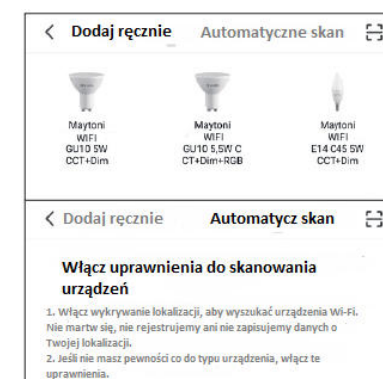 Dodaj ręcznie Automatyczne skan
Maytoni Maytoni Maytoni
WIFI WIFI WIFI
GU10 5W GU10 5,5W C E14 C45 5W
CCT+Dim CT+Dim+RGB CCT+Dim
Dodaj ręcznie Automatycz skan
Włącz uprawnienia do skanowania
urządzeń
1. Włącz wykrywanie lokalizacji, aby wyszukać urządzenia Wi-Fi.
Nie martw się, nie rejestrujemy ani nie zapisujemy danych o
Twojej lokalizacji.
2. Jeśli nie masz pewności co do typu urządzenia, włącz te
uprawnienia.